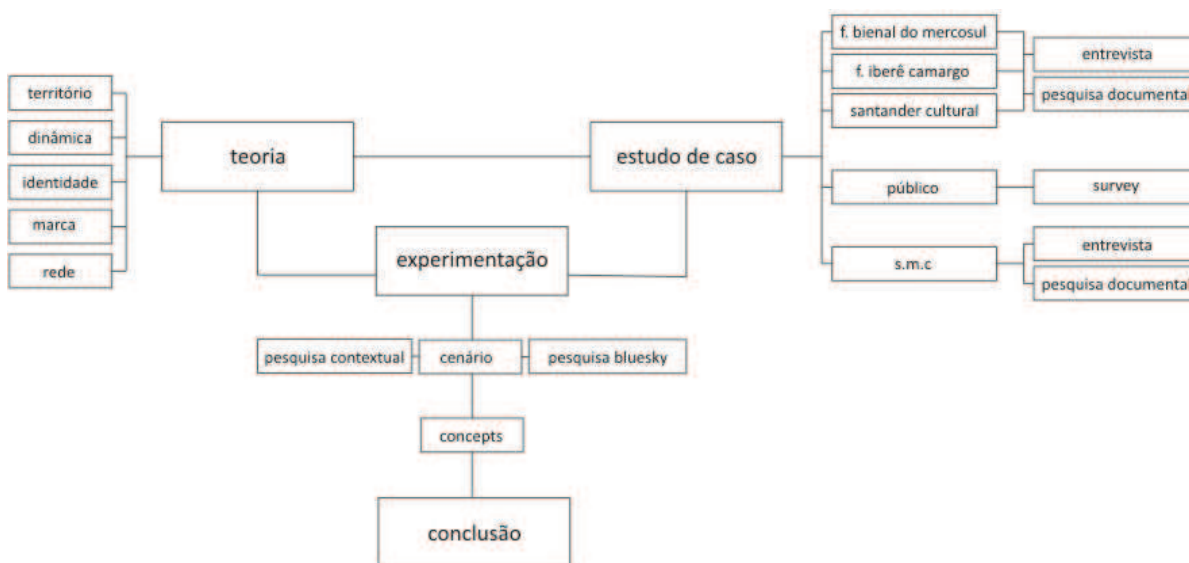 território
dinâmica
identidade
marca
rede
teoria
estudo de caso
f. bienal do mercosul
f. iberê camargo
santander cultural
entrevista
pesquisa documental
público
survey
s.m.c
entrevista
pesquisa documental
experimentação
pesquisa contextual
cenário
pesquisa bluesky
concepts
conclusão